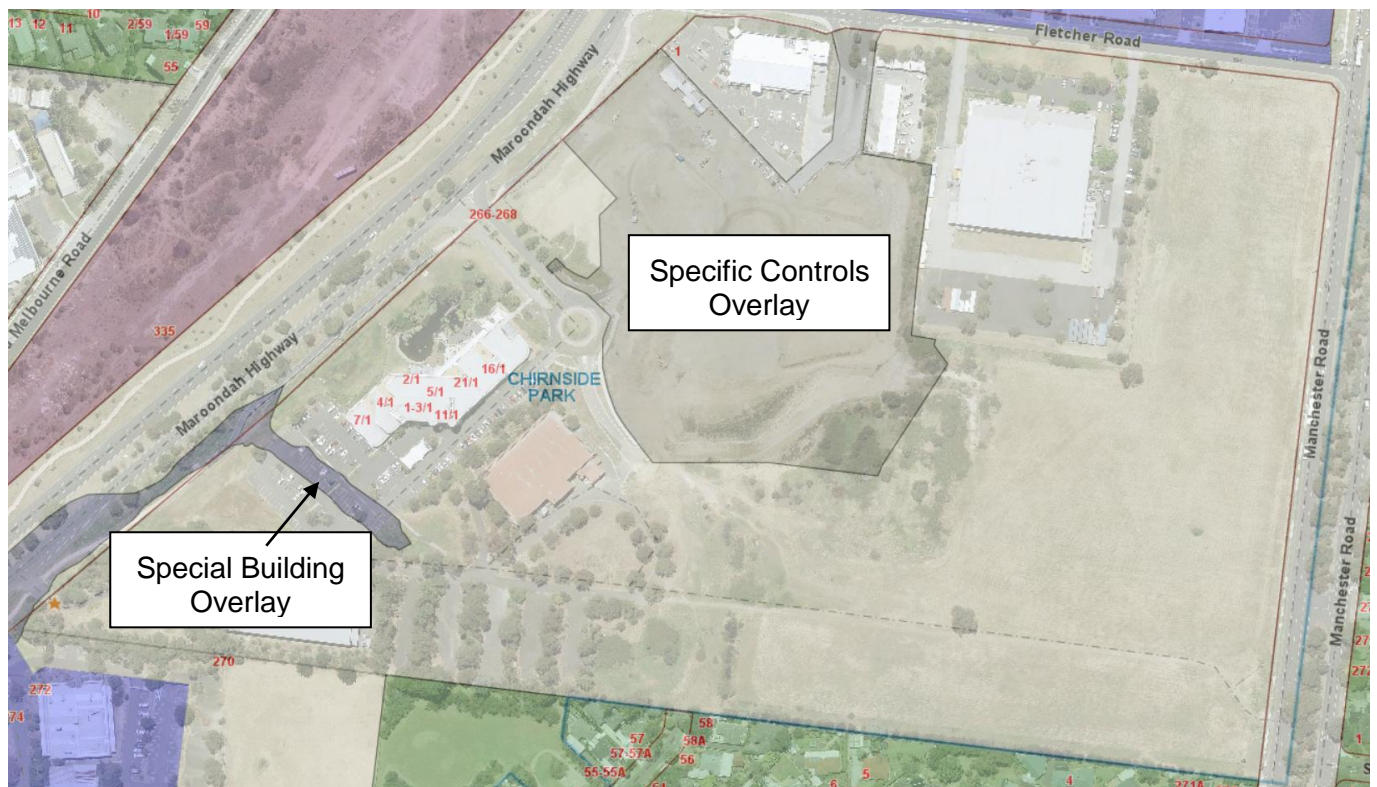 13
12
11
10
2/59
1/59
59
55
1
Fletcher Road
Maroondah Highway
266-268
Specific Controls
Overlay
335
Melbourne Road
Maroondah Highway
2/1
16/1
21/1
5/1
4/1
1-3/1
11/1
7/1
CHIRNSIDE
PARK
Manchester Road
Special Building
Overlay
Manchester Road
270
272
74
57
57-57A
55-55A
58
58A
56
5
6
4
271A
1